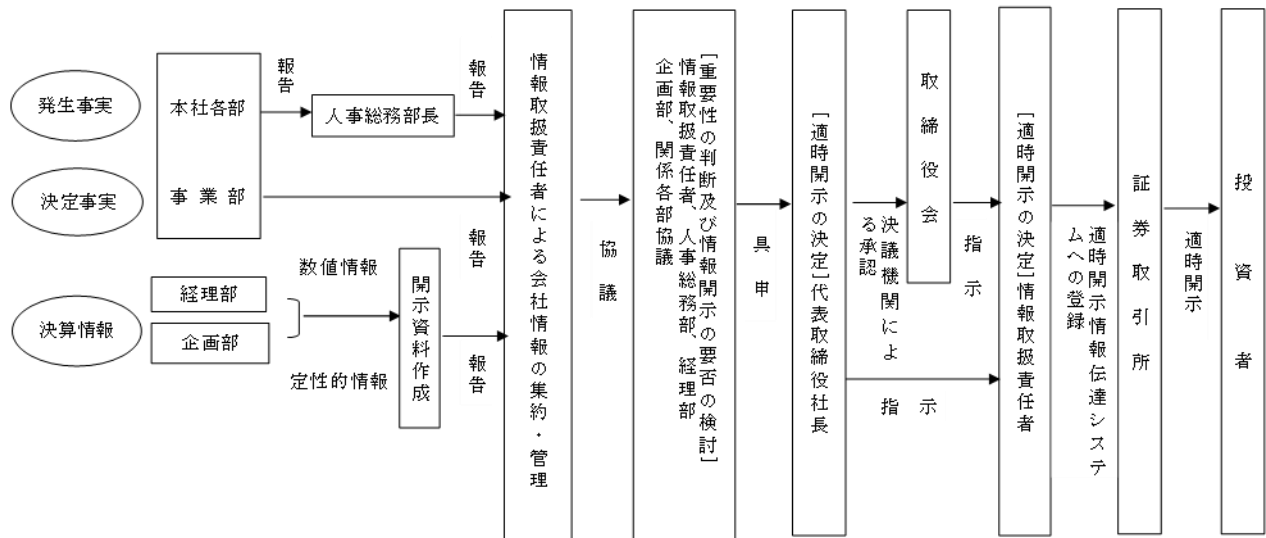 発生事実
決定事実
決算情報
本社各部
事業部
報告
人事総務部長
報告
経理部
企画部
数値情報
定性的情報
開示資料作成
報告
報告
情報取扱責任者による会社情報の集約・管理
協議
[重要性の判断及び情報開示の要否の検討]
情報取扱責任者、人事総務部、経理部
企画部、関係各部協議
具申
[適時開示の決定]代表取締役社長
決議機関によ
る承認
取締役会
指示
指示
[適時開示の決定]情報取扱責任者
適時開示情報伝達システ
ムへの登録
証券取引所
適時開示
投資者